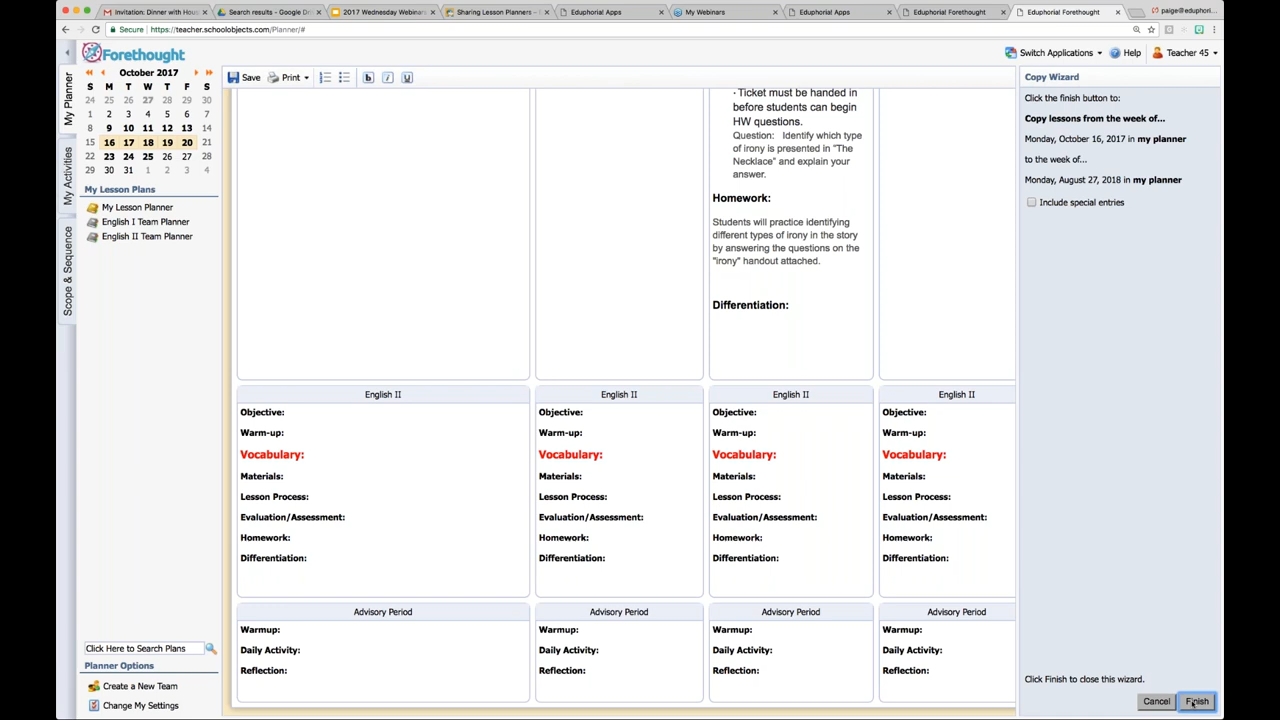 Invitation: Dinner with Hous
Search results - Google Dri
2017 Wednesday Webinars
Sharing Lesson Planners -
Euphorial Apps
My Webinars
Euphorial Apps
Euphorial Forethought
Eduphorial Forethought
paige@eduphori...
Secure https://teacher.schoolobjects.com/Planner/#
Forethought
Switch Applications
Help
Teacher 45
My Planner
My Activities
Scope & Sequence
October 2017
S M T W T F S
24 25 26 27 28 29 30
1 2 3 4 5 6 7
8 9 10 11 12 13 14
15 16 17 18 19 20 21
22 23 24 25 26 27 28
29 30 31 1 2 3 4
My Lesson Plans
My Lesson Planner
English I Team Planner
English II Team Planner
Click Here to Search Plans
Planner Options
Create a New Team
Change My Settings
Save
Print
b i u
· Ticket must be handed in
before students can begin
HW questions.
Question: Identify which type
of irony is presented in "The
Necklace" and explain your
answer.
Homework:
Students will practice identifying
different types of irony in the story
by answering the questions on the
"irony" handout attached.
Differentiation:
English II English II English II English II
Objective: Objective: Objective: Objective:
Warm-up: Warm-up: Warm-up: Warm-up:
Vocabulary: Vocabulary: Vocabulary: Vocabulary:
Materials: Materials: Materials: Materials:
Lesson Process: Lesson Process: Lesson Process: Lesson Process:
Evaluation/Assessment: Evaluation/Assessment: Evaluation/Assessment: Evaluation/Assessment:
Homework: Homework: Homework: Homework:
Differentiation: Differentiation: Differentiation: Differentiation:
Advisory Period Advisory Period Advisory Period Advisory Period
Warmup: Warmup: Warmup: Warmup:
Daily Activity: Daily Activity: Daily Activity: Daily Activity:
Reflection: Reflection: Reflection: Reflection:
Copy Wizard
Click the finish button to:
Copy lessons from the week of...
Monday, October 16, 2017 in my planner
to the week of...
Monday, August 27, 2018 in my planner
Include special entries
Click Finish to close this wizard.
Cancel
Finish